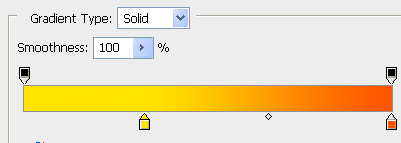 Gradient Type: Solid
Smoothness: 100 %